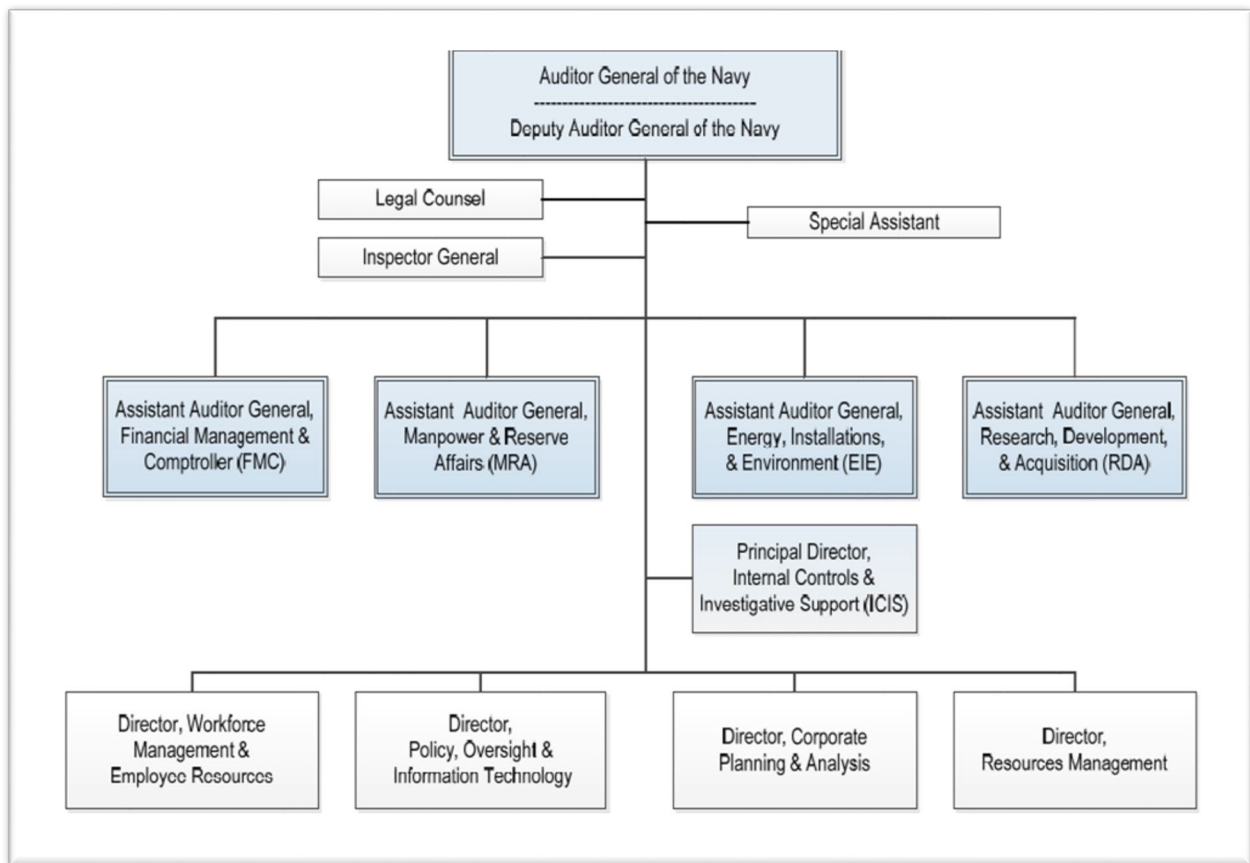 Auditor General of the Navy
----------------------------------------
Deputy Auditor General of the Navy
Legal Counsel
Special Assistant
Inspector General
Assistant Auditor General,
Financial Management &
Comptroller (FMC)
Assistant Auditor General,
Manpower & Reserve
Affairs (MRA)
Assistant Auditor General,
Energy, Installations,
& Environment (EIE)
Assistant Auditor General,
Research, Development,
& Acquisition (RDA)
Principal Director,
Internal Controls &
Investigative Support (ICIS)
Director, Workforce
Management &
Employee Resources
Director,
Policy, Oversight &
Information Technology
Director, Corporate
Planning & Analysis
Director,
Resources Management